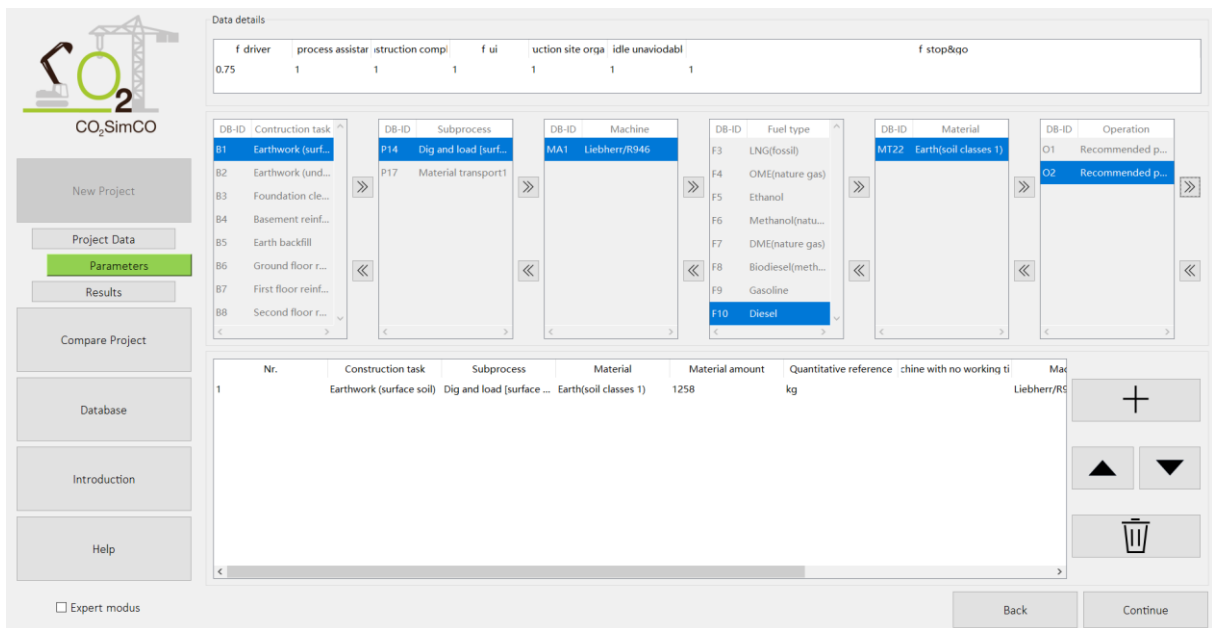 Data details
f driver process assistar ıstruction compl f ui uction site orga idle unaviodabl f stop&go
0.75 1 1 1 1 1 1
CO2
CO₂SimCO
New Project
Project Data
Parameters
Results
Compare Project
Database
Introduction
Help
Expert modus
DB-ID Contruction task
B1 Earthwork (surf...
B2 Earthwork (und...
B3 Foundation cle...
B4 Basement reinf...
B5 Earth backfill
B6 Ground floor r...
B7 First floor reinf...
B8 Second floor r...
DB-ID Subprocess
P14 Dig and load [surf...
P17 Material transport1
DB-ID Machine
MA1 Liebherr/R946
DB-ID Fuel type
F3 LNG(fossil)
F4 OME(nature gas)
F5 Ethanol
F6 Methanol(natu...
F7 DME(nature gas)
F8 Biodiesel(meth...
F9 Gasoline
F10 Diesel
DB-ID Material
MT22 Earth(soil classes 1)
DB-ID Operation
O1 Recommended p...
O2 Recommended p...
Nr. Construction task Subprocess Material Material amount Quantitative reference chine with no working ti Mac
1 Earthwork (surface soil) Dig and load [surface ... Earth(soil classes 1) 1258 kg Liebherr/R9
Back
Continue